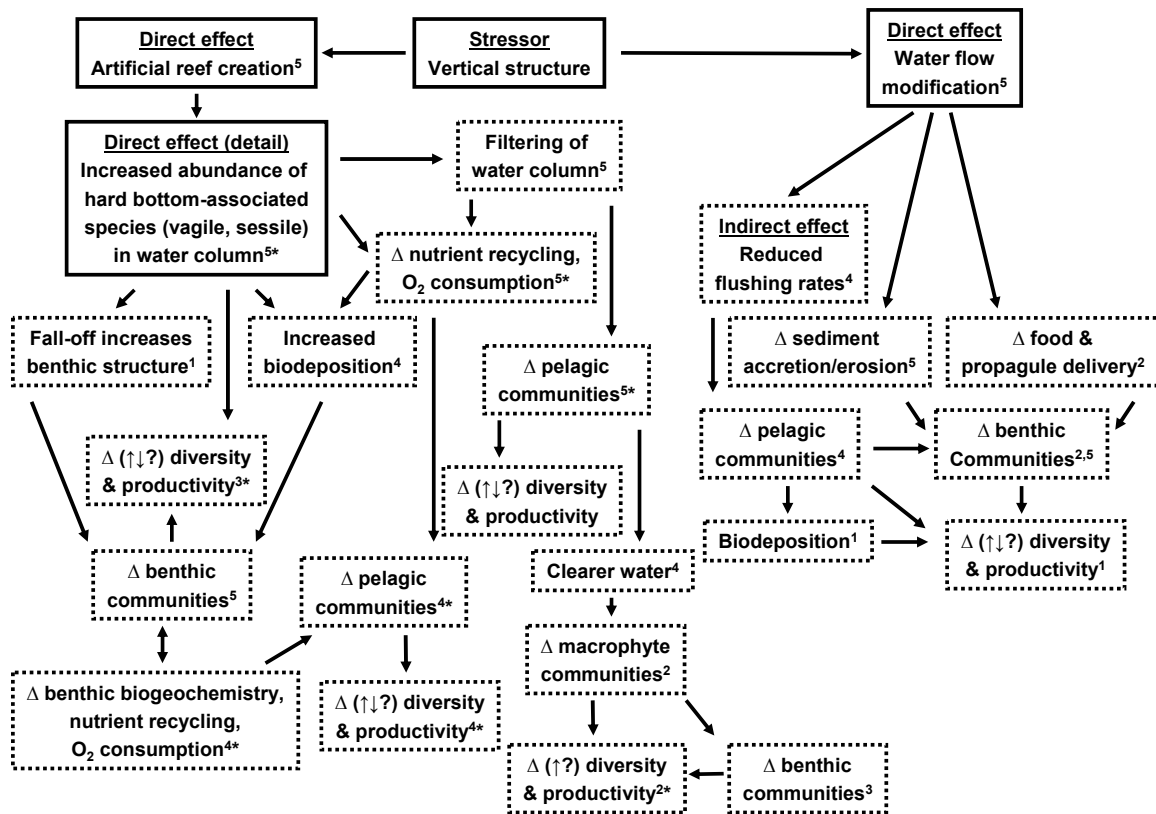 Direct effect
Artificial reef creation⁵
Stressor
Vertical structure
Direct effect
Water flow
modification⁵
Direct effect (detail)
Increased abundance of
hard bottom-associated
species (vagile, sessile)
in water column⁵*
Filtering of
water column⁵
Δ nutrient recycling,
O₂ consumption⁵*
Indirect effect
Reduced
flushing rates⁴
Fall-off increases
benthic structure¹
Increased
biodeposition⁴
Δ pelagic
communities⁵*
Δ sediment
accretion/erosion⁵
Δ food &
propagule delivery²
Δ (↑↓?) diversity
& productivity³*
Δ (↑↓?) diversity
& productivity
Δ pelagic
communities⁴
Δ benthic
Communities²,⁵
Biodeposition¹
Δ (↑↓?) diversity
& productivity¹
Δ benthic
communities⁵
Δ pelagic
communities⁴*
Clearer water⁴
Δ macrophyte
communities²
Δ benthic biogeochemistry,
nutrient recycling,
O₂ consumption⁴*
Δ (↑↓?) diversity
& productivity⁴*
Δ (↑?) diversity
& productivity²*
Δ benthic
communities³